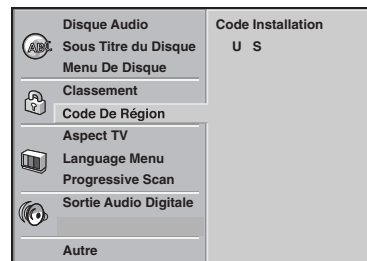 Disque Audio
Sous Titre du Disque
Menu De Disque
Classement
Code De Région
Aspect TV
Language Menu
Progressive Scan
Sortie Audio Digitale
Autre
Code Installation
U S
ABC